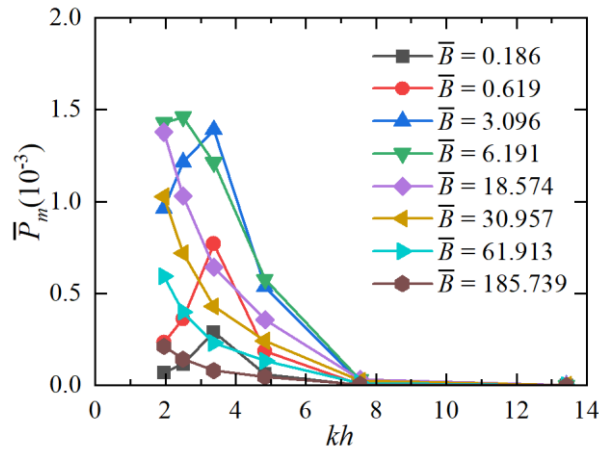 2.0
1.5
1.0
0.5
0.0
P̅ₘ(10⁻³)
B̅ = 0.186
B̅ = 0.619
B̅ = 3.096
B̅ = 6.191
B̅ = 18.574
B̅ = 30.957
B̅ = 61.913
B̅ = 185.739
0 2 4 6 8 10 12 14
kh